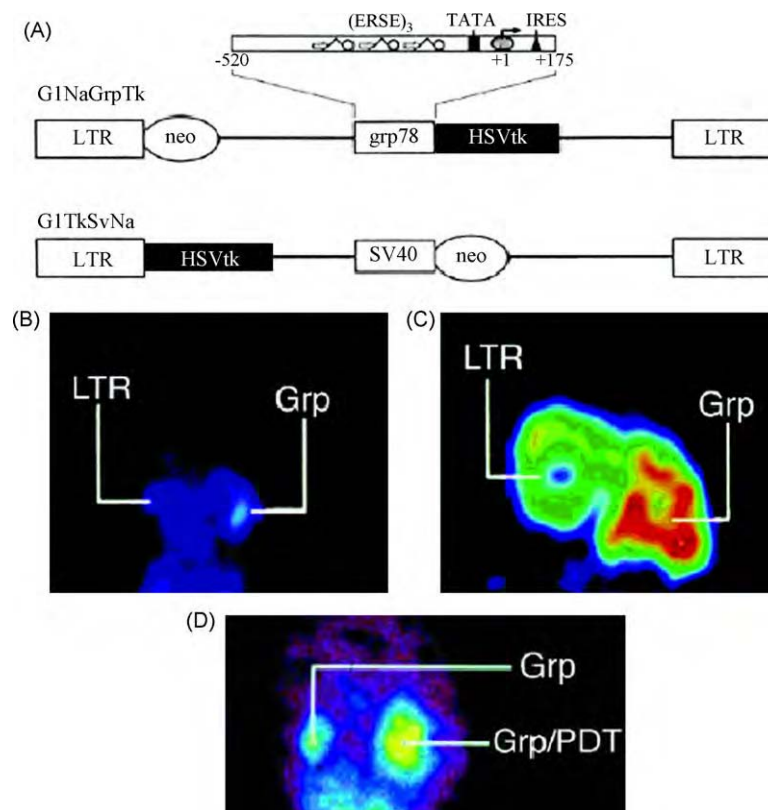 (A)
(ERSE)3 TATA IRES
-520 +1 +175
G1NaGrpTk
LTR neo grp78 HSVtk LTR
G1TkSvNa
LTR HSVtk SV40 neo LTR
(B)
LTR
Grp
(C)
LTR
Grp
(D)
Grp
Grp/PDT